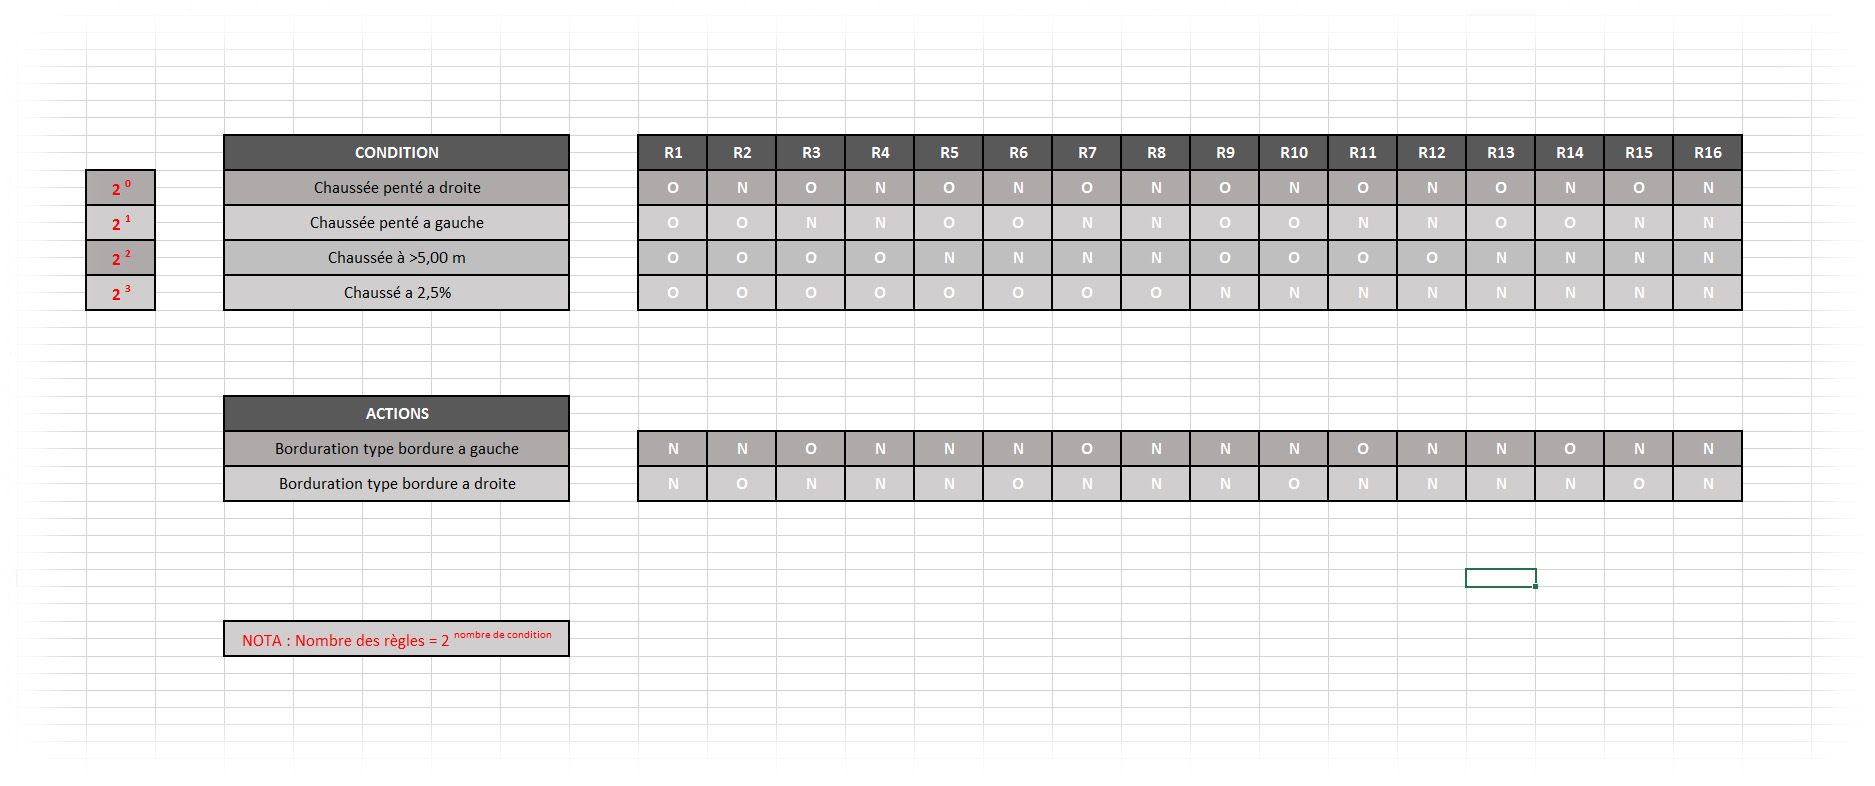 CONDITION R1 R2 R3 R4 R5 R6 R7 R8 R9 R10 R11 R12 R13 R14 R15 R16
2 0 Chaussée penté a droite O N O N O N O N O N O N O N O N
2 1 Chaussée penté a gauche O O N N O O N N O O N N O O N N
2 2 Chaussée à >5,00 m O O O O N N N N O O O O N N N N
2 3 Chaussé a 2,5% O O O O O O O O N N N N N N N N
ACTIONS
Borduration type bordure a gauche N N O N N N O N N N O N N O N N
Borduration type bordure a droite N O N N N O N N N O N N N N O N
NOTA : Nombre des règles = 2 nombre de condition